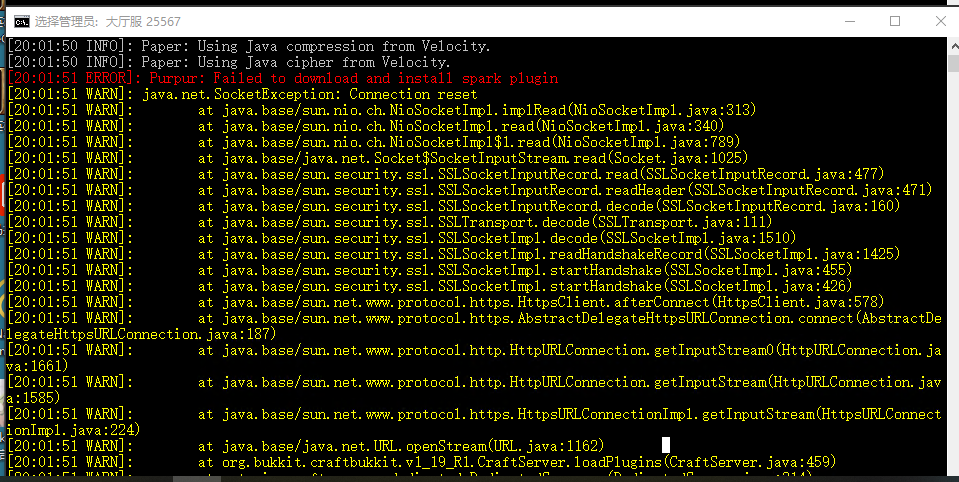 选择管理员: 大厅服 25567
[20:01:50 INFO]: Paper: Using Java compression from Velocity.
[20:01:50 INFO]: Paper: Using Java cipher from Velocity.
[20:01:51 ERROR]: Purpur: Failed to download and install spark plugin
[20:01:51 WARN]: java.net.SocketException: Connection reset
[20:01:51 WARN]: at java.base/sun.nio.ch.NioSocketImpl.implRead(NioSocketImpl.java:313)
[20:01:51 WARN]: at java.base/sun.nio.ch.NioSocketImpl.read(NioSocketImpl.java:340)
[20:01:51 WARN]: at java.base/sun.nio.ch.NioSocketImpl$1.read(NioSocketImpl.java:789)
[20:01:51 WARN]: at java.base/java.net.Socket$SocketInputStream.read(Socket.java:1025)
[20:01:51 WARN]: at java.base/sun.security.ssl.SSLSocketInputRecord.read(SSLSocketInputRecord.java:477)
[20:01:51 WARN]: at java.base/sun.security.ssl.SSLSocketInputRecord.readHeader(SSLSocketInputRecord.java:471)
[20:01:51 WARN]: at java.base/sun.security.ssl.SSLSocketInputRecord.decode(SSLSocketInputRecord.java:160)
[20:01:51 WARN]: at java.base/sun.security.ssl.SSLTransport.decode(SSLTransport.java:111)
[20:01:51 WARN]: at java.base/sun.security.ssl.SSLSocketImpl.decode(SSLSocketImpl.java:1510)
[20:01:51 WARN]: at java.base/sun.security.ssl.SSLSocketImpl.readHandshakeRecord(SSLSocketImpl.java:1425)
[20:01:51 WARN]: at java.base/sun.security.ssl.SSLSocketImpl.startHandshake(SSLSocketImpl.java:455)
[20:01:51 WARN]: at java.base/sun.security.ssl.SSLSocketImpl.startHandshake(SSLSocketImpl.java:426)
[20:01:51 WARN]: at java.base/sun.net.www.protocol.https.HttpsClient.afterConnect(HttpsClient.java:578)
[20:01:51 WARN]: at java.base/sun.net.www.protocol.https.AbstractDelegateHttpsURLConnection.connect(AbstractDe
legateHttpsURLConnection.java:187)
[20:01:51 WARN]: at java.base/sun.net.www.protocol.http.HttpURLConnection.getInputStream0(HttpURLConnection.ja
va:1661)
[20:01:51 WARN]: at java.base/sun.net.www.protocol.http.HttpURLConnection.getInputStream(HttpURLConnection.jav
a:1585)
[20:01:51 WARN]: at java.base/sun.net.www.protocol.https.HttpsURLConnectionImpl.getInputStream(HttpsURLConnect
ionImpl.java:224)
[20:01:51 WARN]: at java.base/java.net.URL.openStream(URL.java:1162)
[20:01:51 WARN]: at org.bukkit.craftbukkit.v1_19_R1.CraftServer.loadPlugins(CraftServer.java:459)